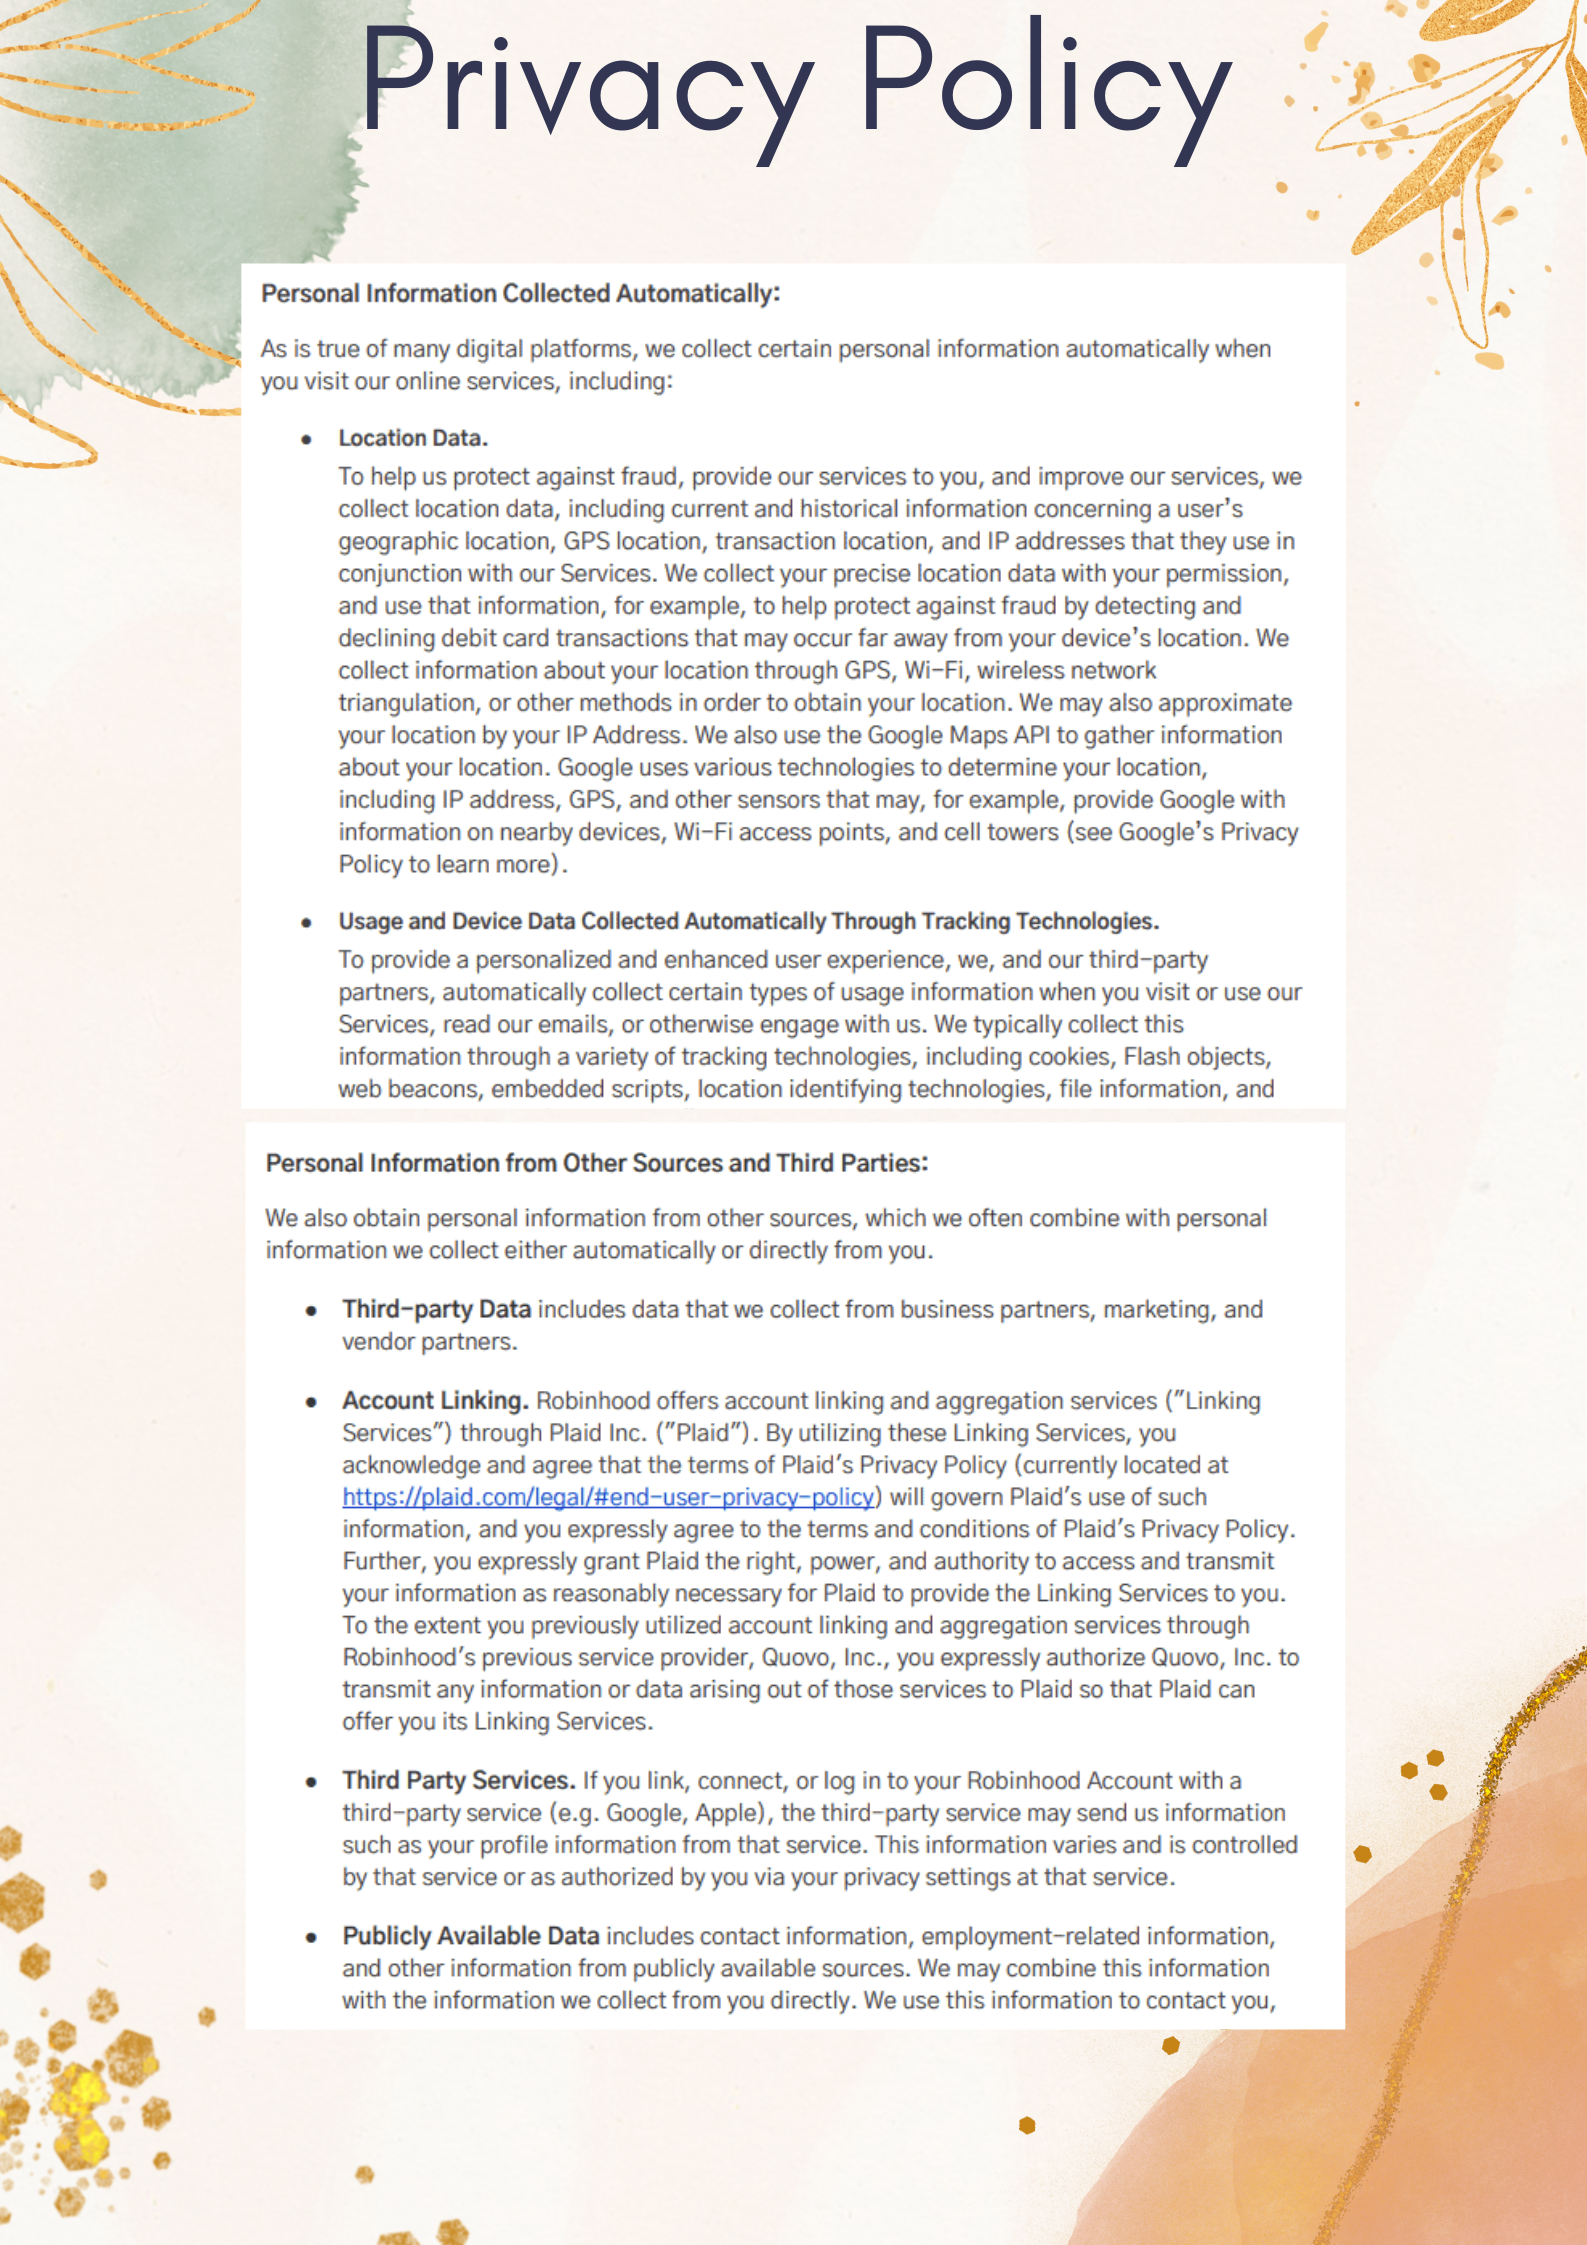 Privacy Policy
Personal Information Collected Automatically:
As is true of many digital platforms, we collect certain personal information automatically when
you visit our online services, including:
● Location Data.
To help us protect against fraud, provide our services to you, and improve our services, we
collect location data, including current and historical information concerning a user's
geographic location, GPS location, transaction location, and IP addresses that they use in
conjunction with our Services. We collect your precise location data with your permission,
and use that information, for example, to help protect against fraud by detecting and
declining debit card transactions that may occur far away from your device's location. We
collect information about your location through GPS, Wi-Fi, wireless network
triangulation, or other methods in order to obtain your location. We may also approximate
your location by your IP Address. We also use the Google Maps API to gather information
about your location. Google uses various technologies to determine your location,
including IP address, GPS, and other sensors that may, for example, provide Google with
information on nearby devices, Wi-Fi access points, and cell towers (see Google's Privacy
Policy to learn more).
● Usage and Device Data Collected Automatically Through Tracking Technologies.
To provide a personalized and enhanced user experience, we, and our third-party
partners, automatically collect certain types of usage information when you visit or use our
Services, read our emails, or otherwise engage with us. We typically collect this
information through a variety of tracking technologies, including cookies, Flash objects,
web beacons, embedded scripts, location identifying technologies, file information, and
Personal Information from Other Sources and Third Parties:
We also obtain personal information from other sources, which we often combine with personal
information we collect either automatically or directly from you.
● Third-party Data includes data that we collect from business partners, marketing, and
vendor partners.
● Account Linking. Robinhood offers account linking and aggregation services ("Linking
Services") through Plaid Inc. ("Plaid"). By utilizing these Linking Services, you
acknowledge and agree that the terms of Plaid's Privacy Policy (currently located at
https://plaid.com/legal/#end-user-privacy-policy) will govern Plaid's use of such
information, and you expressly agree to the terms and conditions of Plaid's Privacy Policy.
Further, you expressly grant Plaid the right, power, and authority to access and transmit
your information as reasonably necessary for Plaid to provide the Linking Services to you.
To the extent you previously utilized account linking and aggregation services through
Robinhood's previous service provider, Quovo, Inc., you expressly authorize Quovo, Inc. to
transmit any information or data arising out of those services to Plaid so that Plaid can
offer you its Linking Services.
● Third Party Services. If you link, connect, or log in to your Robinhood Account with a
third-party service (e.g. Google, Apple), the third-party service may send us information
such as your profile information from that service. This information varies and is controlled
by that service or as authorized by you via your privacy settings at that service.
● Publicly Available Data includes contact information, employment-related information,
and other information from publicly available sources. We may combine this information
with the information we collect from you directly. We use this information to contact you,